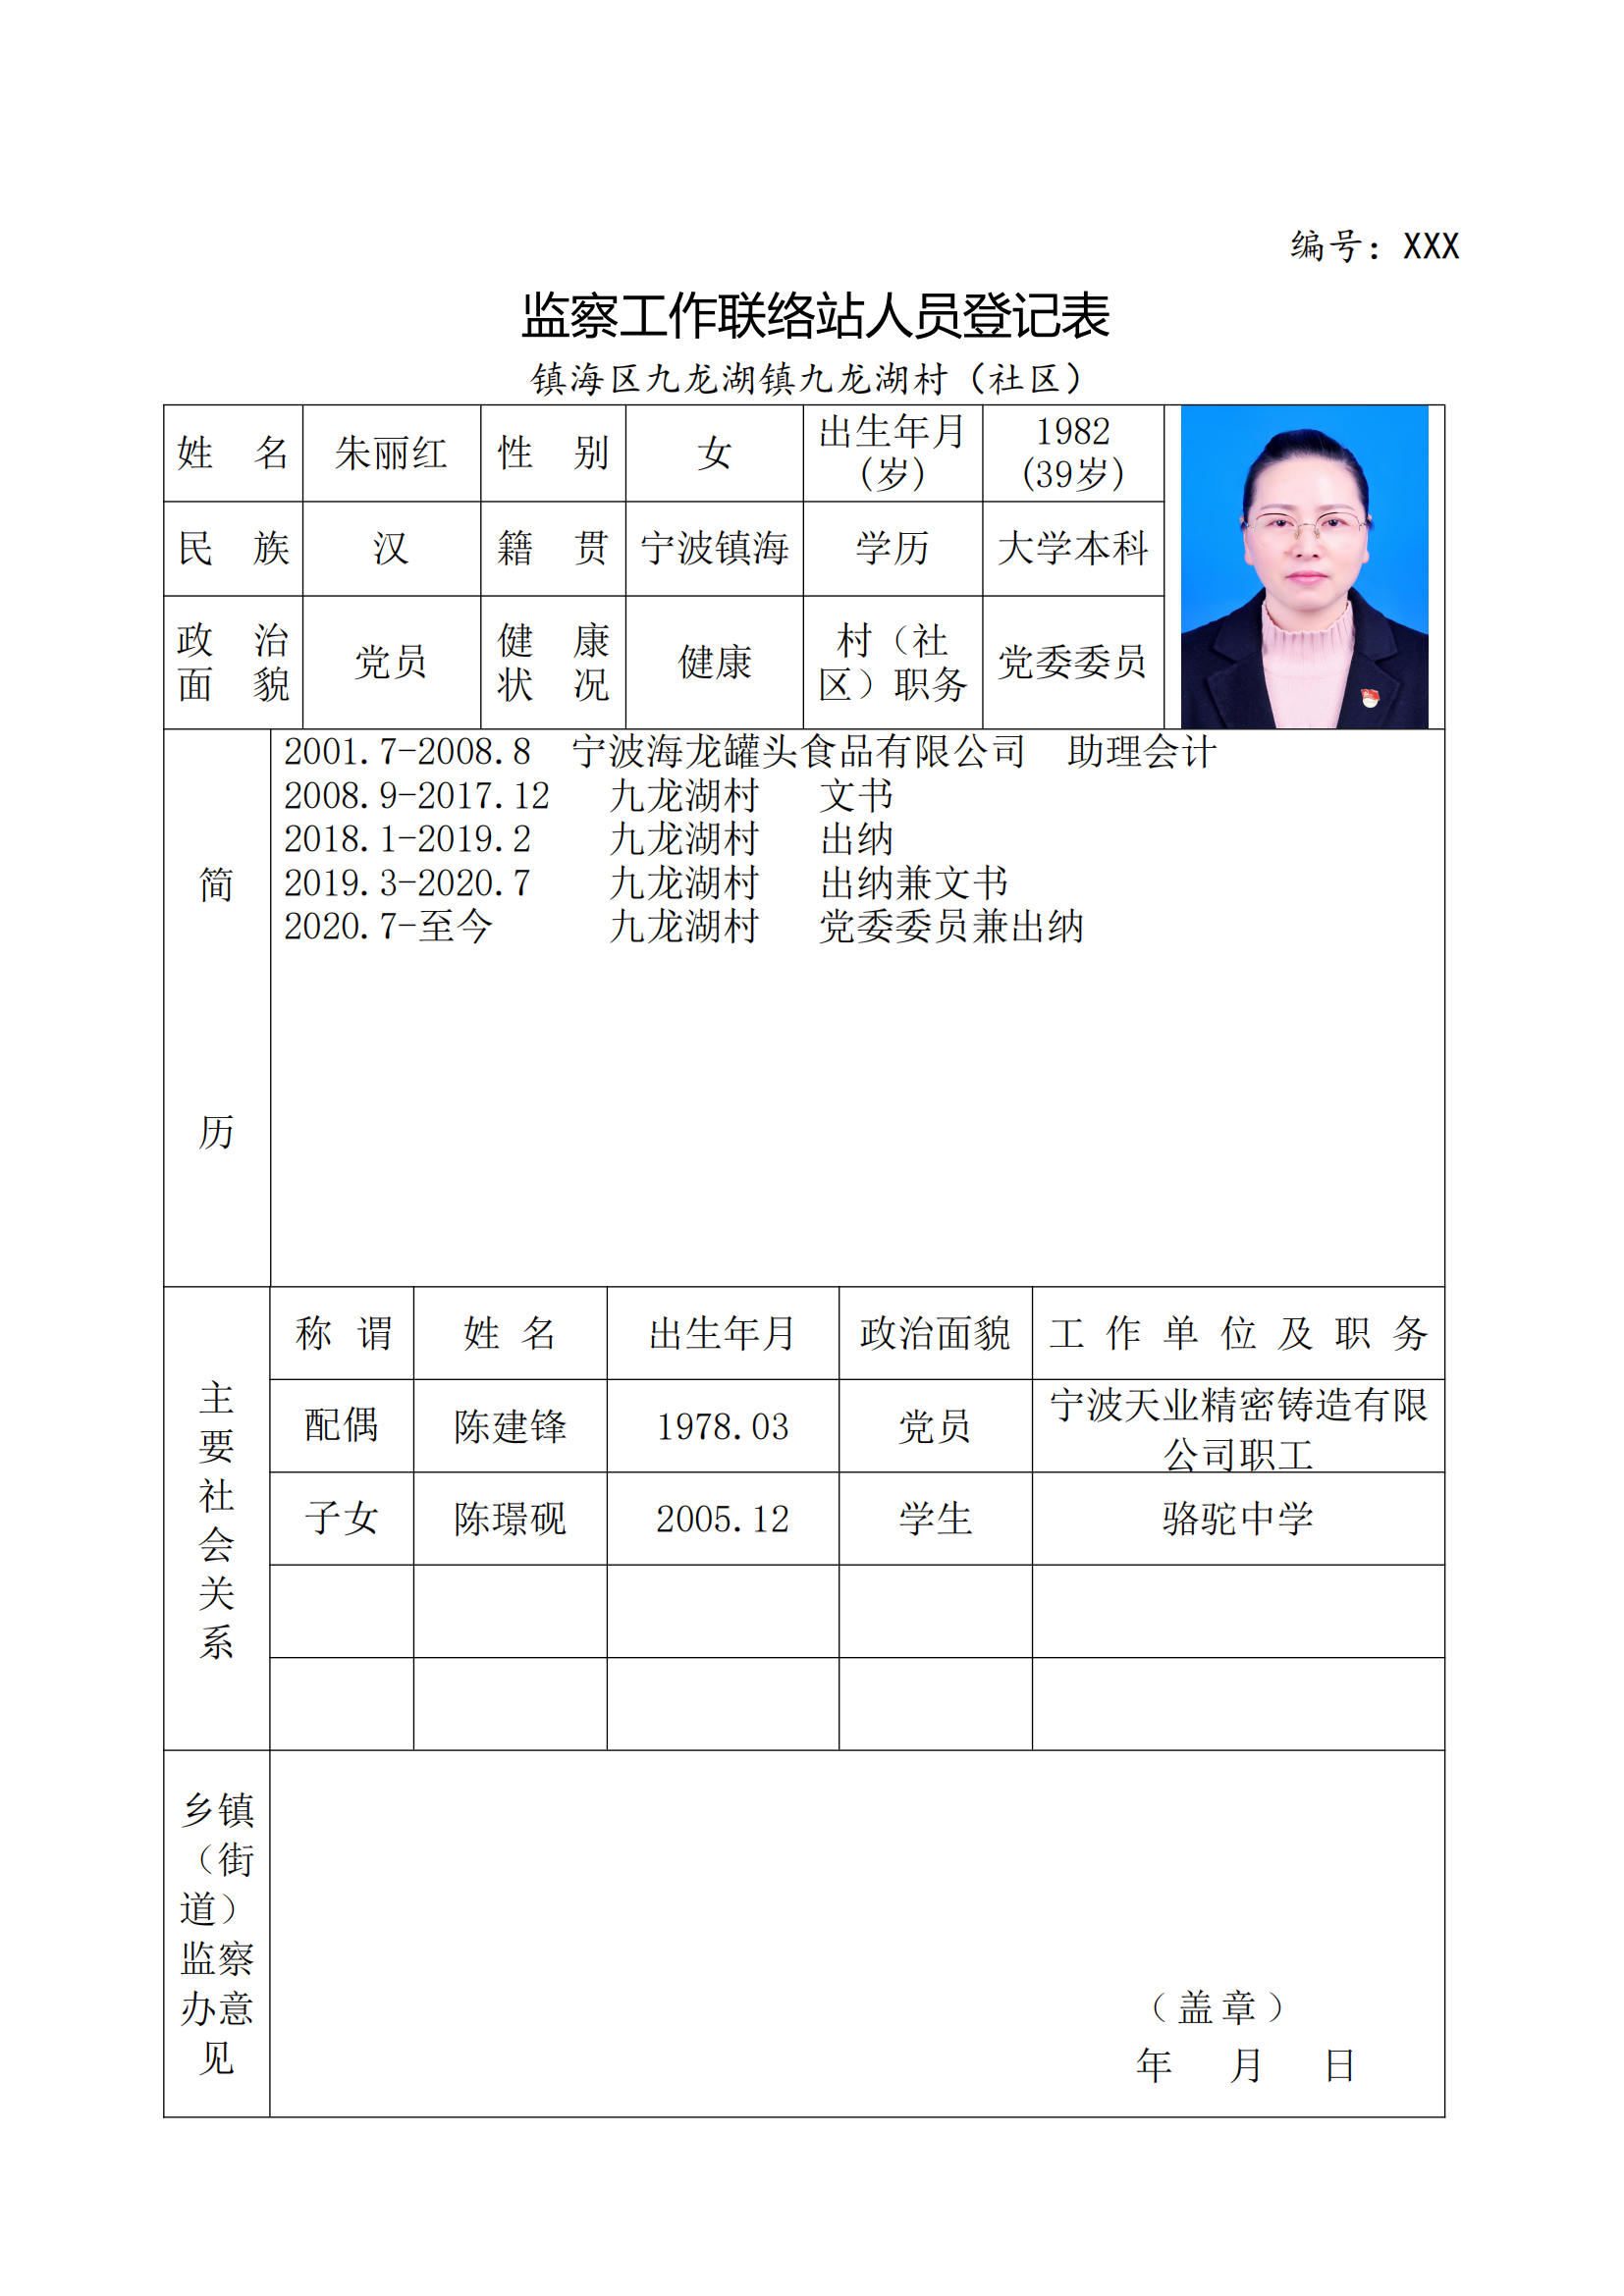 编号：XXX
监察工作联络站人员登记表
镇海区九龙湖镇九龙湖村（社区）
姓 名 朱丽红 性 别 女 出生年月(岁) 1982(39岁)
民 族 汉 籍 贯 宁波镇海 学历 大学本科
政 治面 貌 党员 健 康状 况 健康 村（社区）职务 党委委员
简 历
2001.7-2008.8 宁波海龙罐头食品有限公司 助理会计
2008.9-2017.12 九龙湖村 文书
2018.1-2019.2 九龙湖村 出纳
2019.3-2020.7 九龙湖村 出纳兼文书
2020.7-至今 九龙湖村 党委委员兼出纳
主要社会关系
称 谓 姓 名 出生年月 政治面貌 工 作 单 位 及 职 务
配偶 陈建锋 1978.03 党员 宁波天业精密铸造有限公司职工
子女 陈璟砚 2005.12 学生 骆驼中学
乡镇（街道）监察办意见
（盖章）
年 月 日